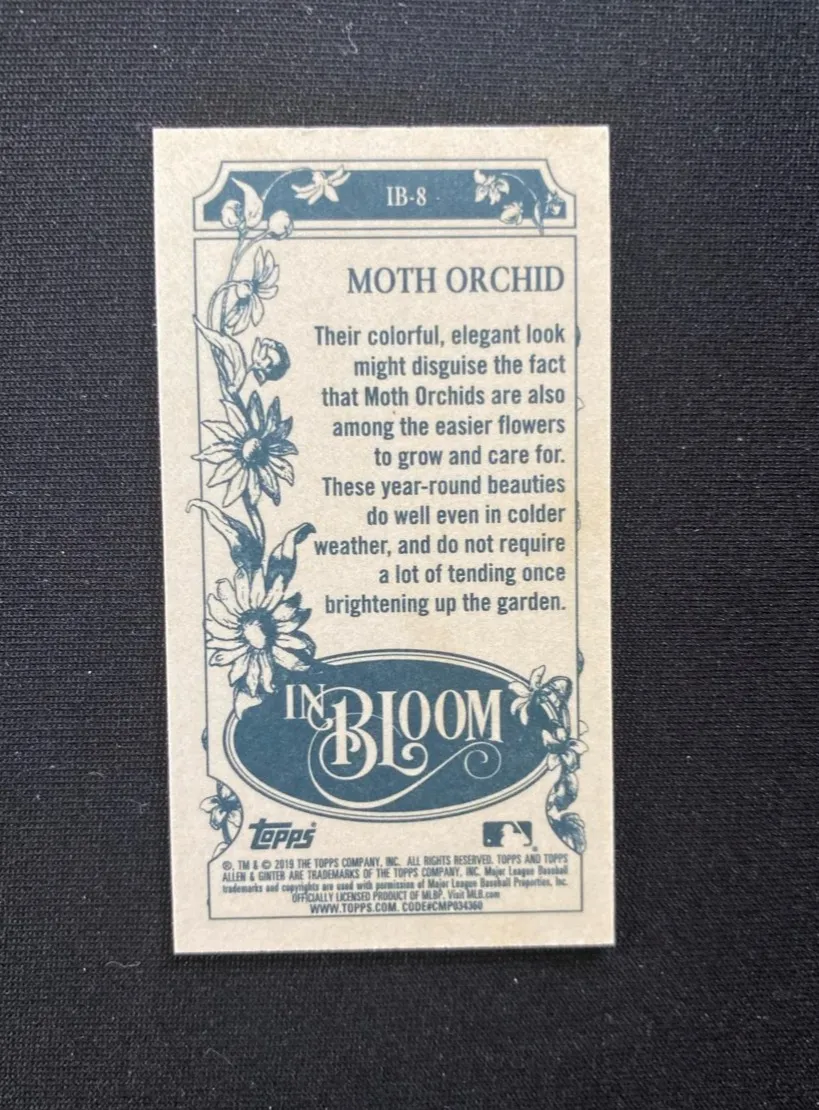 IB-8
MOTH ORCHID
Their colorful, elegant look
might disguise the fact
that Moth Orchids are also
among the easier flowers
to grow and care for.
These year-round beauties
do well even in colder
weather, and do not require
a lot of tending once
brightening up the garden.
IN BLOOM
TOPPS
®, TM & © 2019 THE TOPPS COMPANY, INC. ALL RIGHTS RESERVED. TOPPS AND TOPPS
ALLEN & GINTER ARE TRADEMARKS OF THE TOPPS COMPANY, INC. Major League Baseball
trademarks and copyrights are used with permission of Major League Baseball Properties, Inc.
OFFICIALLY LICENSED PRODUCT OF MLBP. Visit MLB.com
WWW.TOPPS.COM. CODE#CMP034360